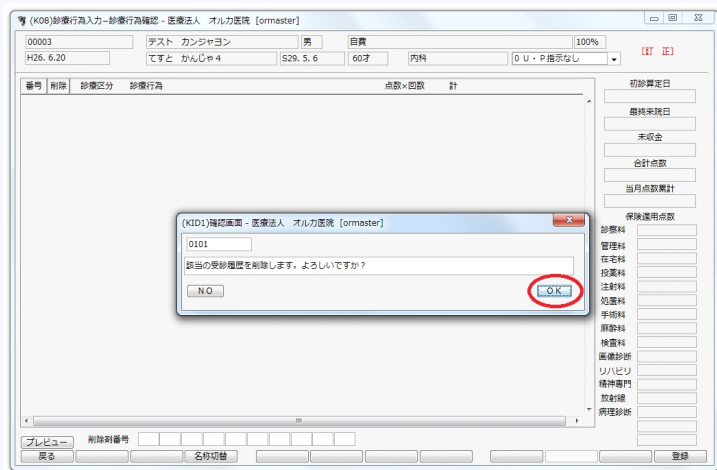 (K08)診療行為入力－診療行為確認 - 医療法人　オルカ医院 [ormaster]
00003 テスト　カンジャヨン 男 自費 100%
H26. 6.20 てすと　かんじゃ４ S29. 5. 6 60才 内科 0 U・P指示なし [訂　正]
番号 削除 診療区分 診療行為 点数×回数 計
初診算定日
最終来院日
未収金
合計点数
当月点数累計
保険適用点数
診察料
管理料
在宅料
投薬料
注射料
処置料
手術料
麻酔料
検査料
画像診断
リハビリ
精神専門
放射線
病理診断
(KID1)確認画面 - 医療法人　オルカ医院 [ormaster]
0101
該当の受診履歴を削除します。よろしいですか？
NO OK
プレビュー 削除剤番号
戻る 名称切替 登録